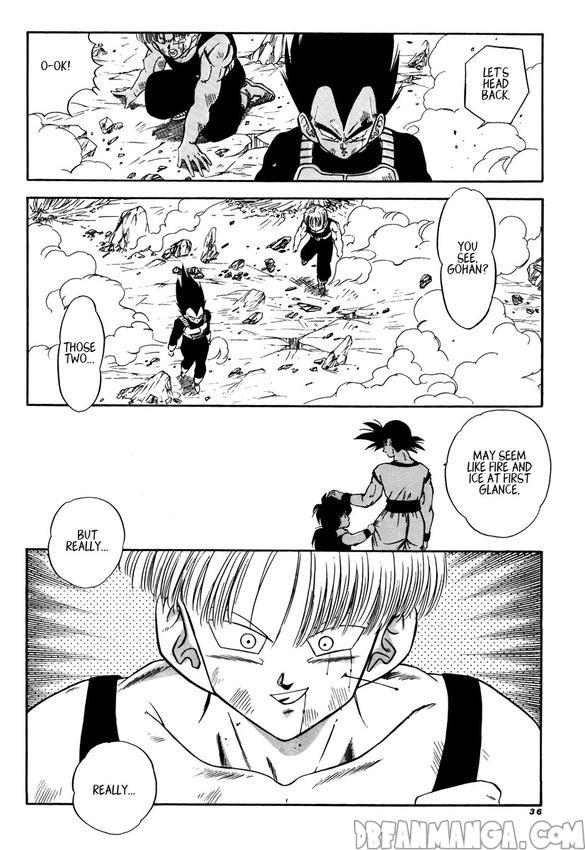 O-OK!
LET'S
HEAD
BACK.
YOU
SEE,
GOHAN?
THOSE
TWO...
MAY SEEM
LIKE FIRE AND
ICE AT FIRST
GLANCE.
BUT
REALLY...
REALLY...
36
DBFANMANGA.COM